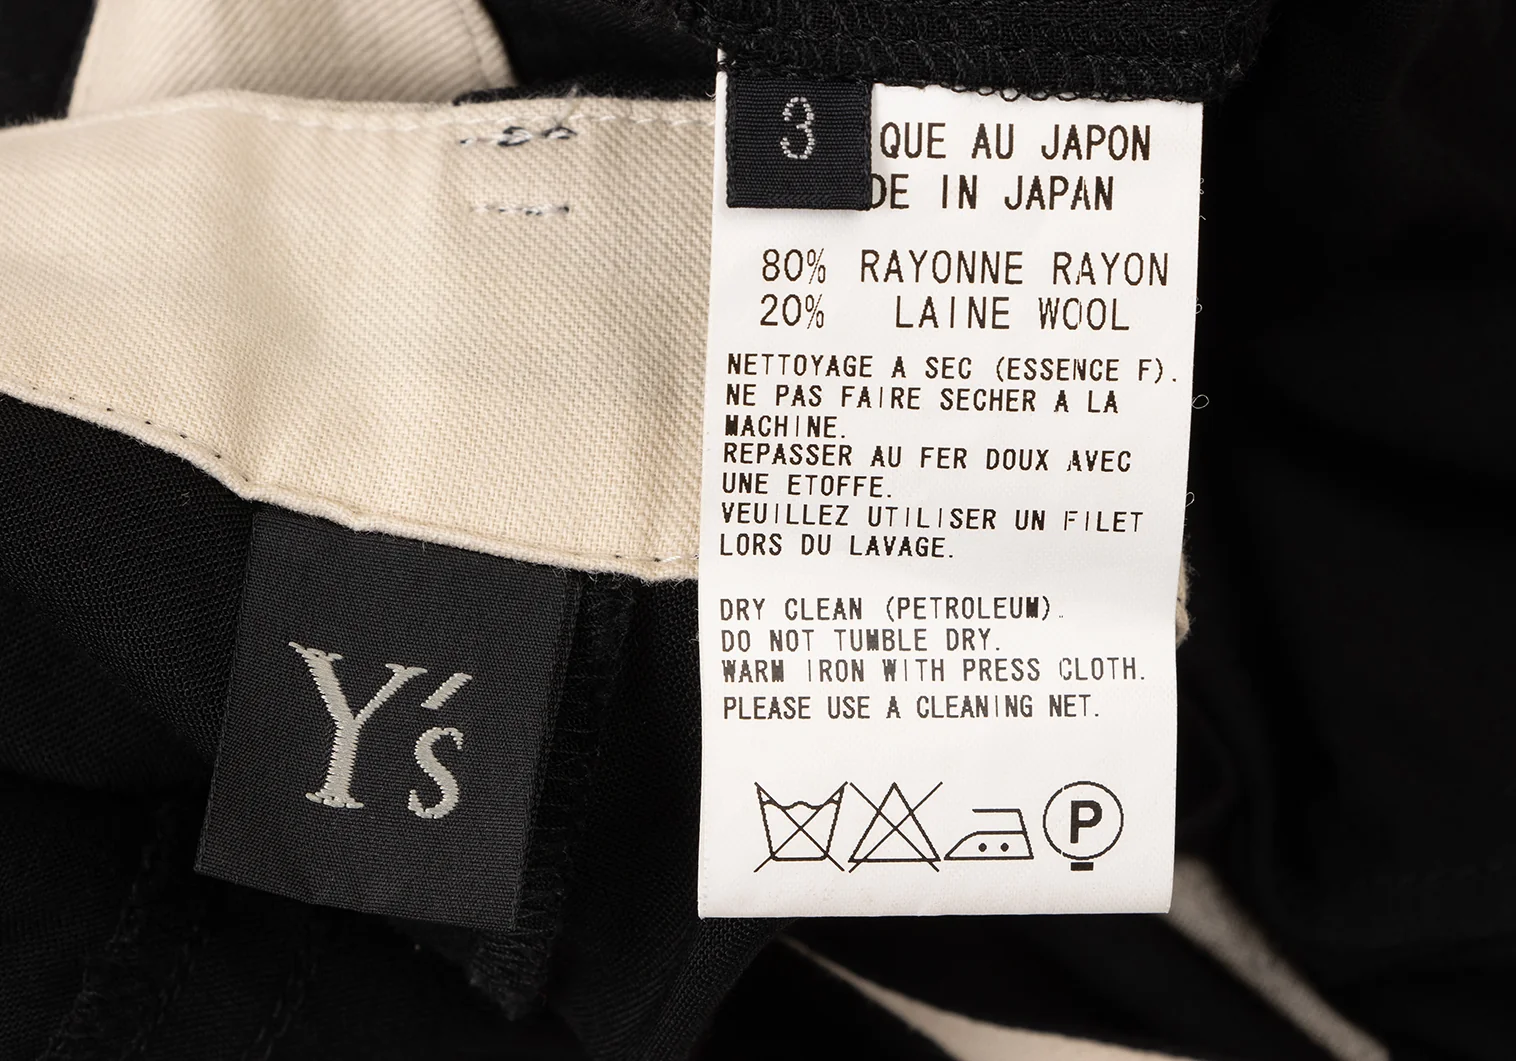 3
QUE AU JAPON
DE IN JAPAN
80% RAYONNE RAYON
20% LAINE WOOL
NETTOYAGE A SEC (ESSENCE F).
NE PAS FAIRE SECHER A LA
MACHINE.
REPASSER AU FER DOUX AVEC
UNE ETOFFE.
VEUILLEZ UTILISER UN FILET
LORS DU LAVAGE.
DRY CLEAN (PETROLEUM).
DO NOT TUMBLE DRY.
WARM IRON WITH PRESS CLOTH.
PLEASE USE A CLEANING NET.
P
Y's